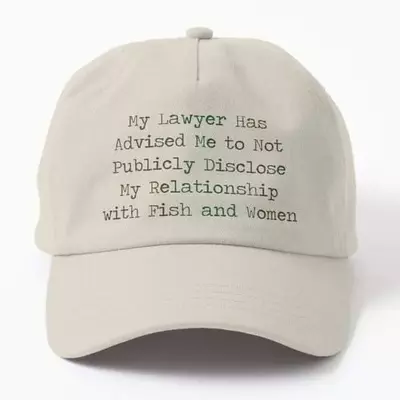 My Lawyer Has
Advised Me to Not
Publicly Disclose
My Relationship
with Fish and Women